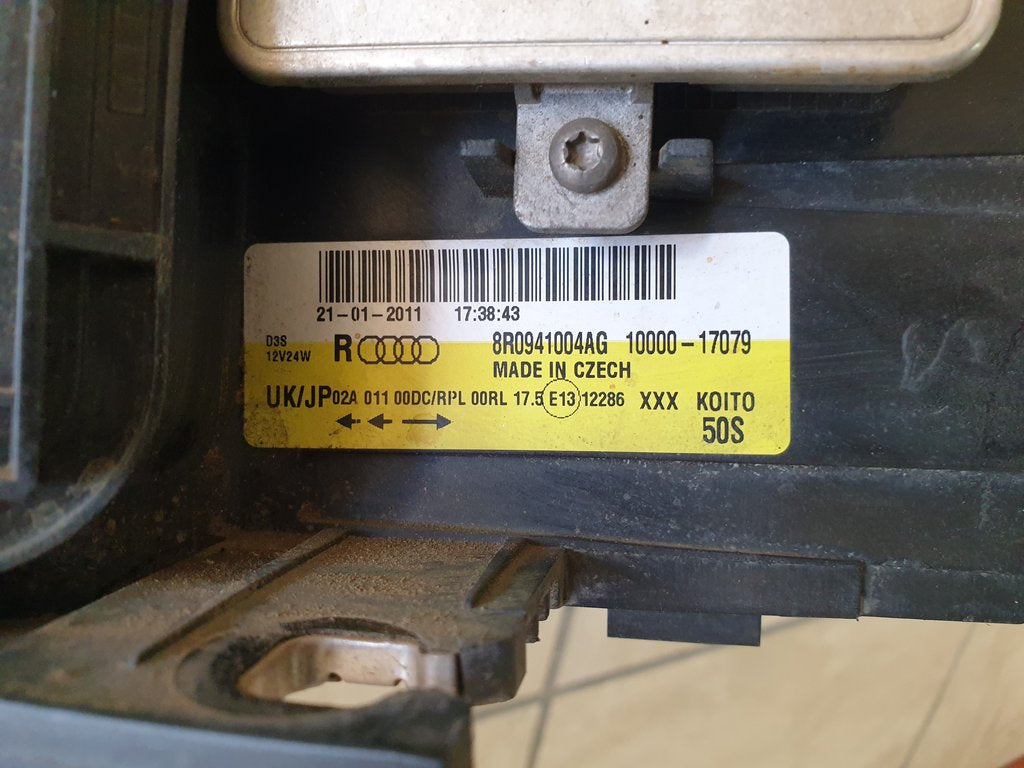 21-01-2011 17:38:43
D3S
12V24W
R
8R0941004AG 10000-17079
MADE IN CZECH
UK/JP 02A 011 00DC/RPL 00RL 17.5 E13 12286 XXX KOITO
50S